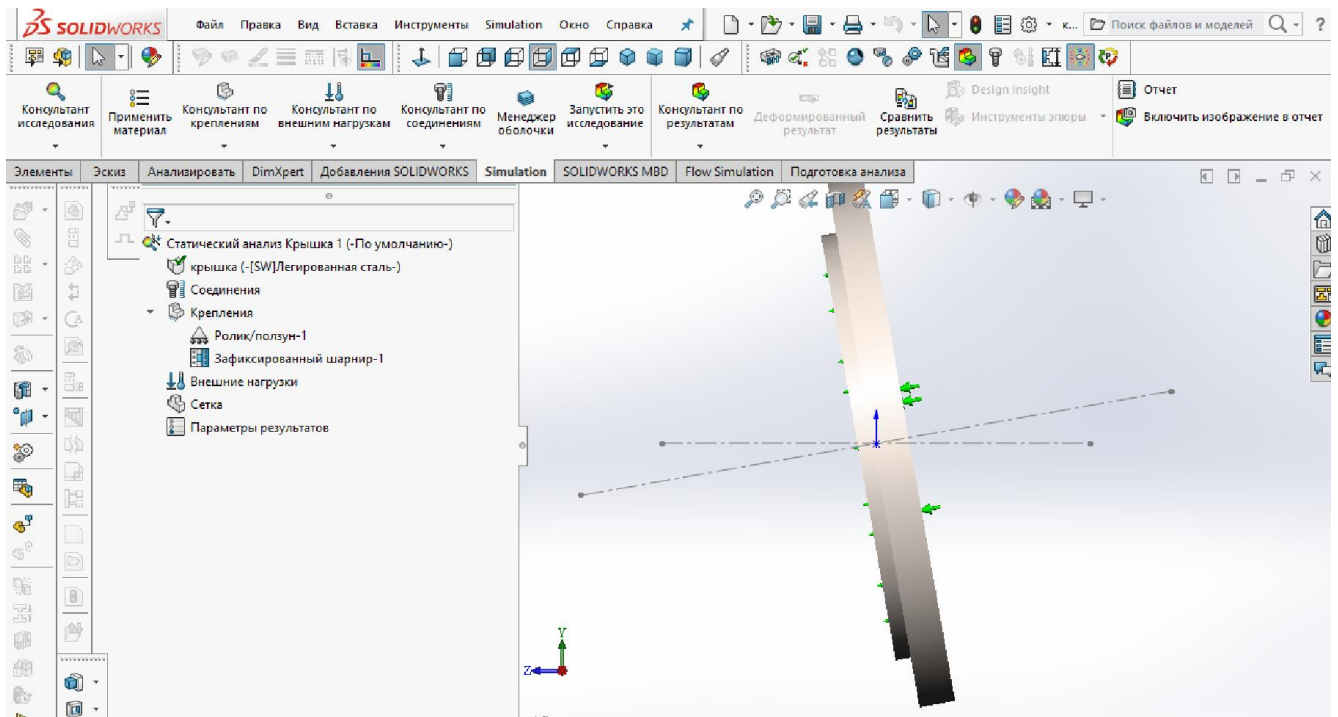 SOLIDWORKS Файл Правка Вид Вставка Инструменты Simulation Окно Справка к... Поиск файлов и моделей ?
Консультант исследования
Применить материал
Консультант по креплениям
Консультант по внешним нагрузкам
Консультант по соединениям
Менеджер оболочки
Запустить это исследование
Консультант по результатам
Деформированный результат
Сравнить результаты
Design Insight
Инструменты эпюры
Отчет
Включить изображение в отчет
Элементы Эскиз Анализировать DimXpert Добавления SOLIDWORKS Simulation SOLIDWORKS MBD Flow Simulation Подготовка анализа
Статический анализ Крышка 1 (-По умолчанию-)
крышка (-[SW]Легированная сталь-)
Соединения
Крепления
Ролик/ползун-1
Зафиксированный шарнир-1
Внешние нагрузки
Сетка
Параметры результатов
Y
Z